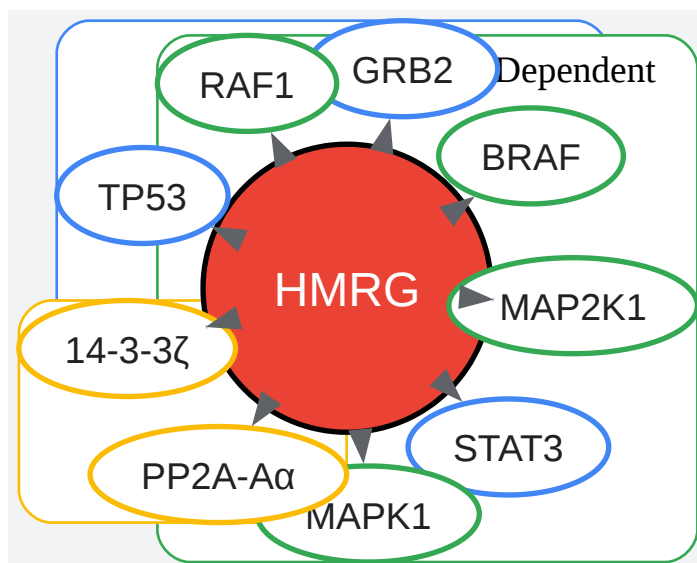 GRB2
RAF1
Dependent
BRAF
TP53
HMRG
MAP2K1
14-3-3ζ
STAT3
PP2A-Aα
MAPK1